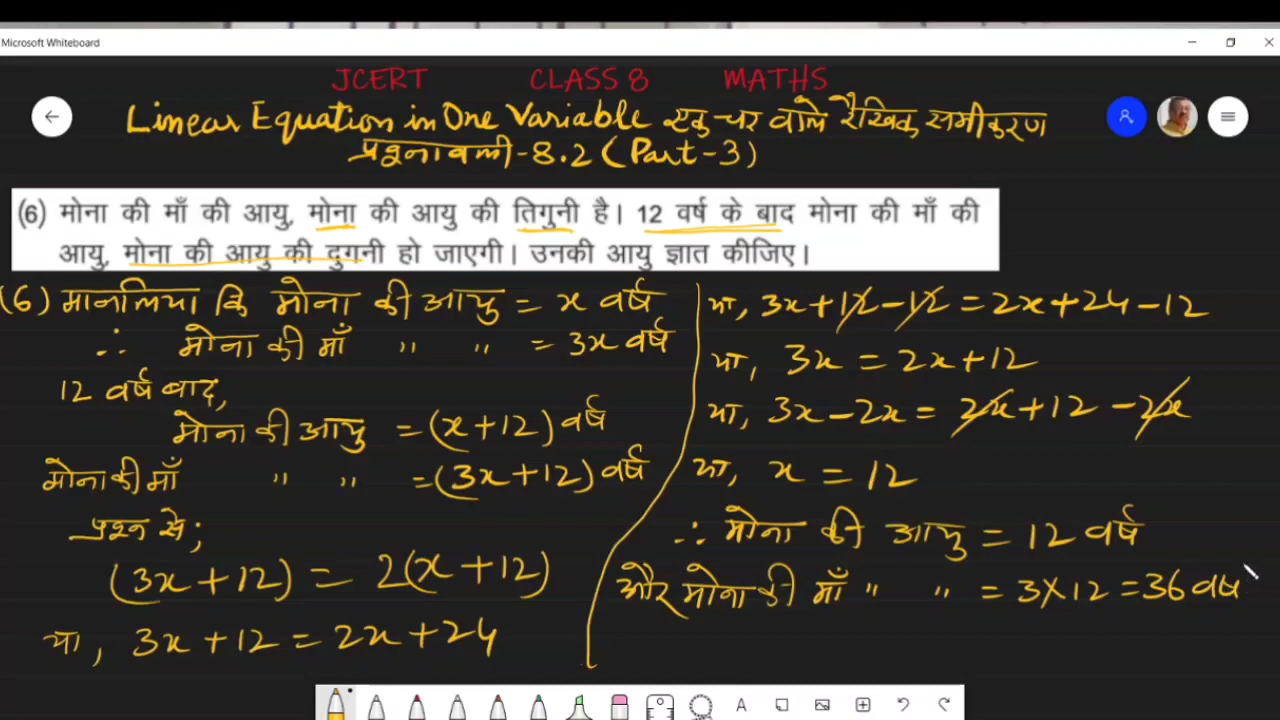 Microsoft Whiteboard
JCERT CLASS 8 MATHS
Linear Equation in One Variable एक चर वाले रैखिक समीकरण
प्रश्नावली-8.2 (Part-3)
(6) मोना की माँ की आयु, मोना की आयु की तिगुनी है। 12 वर्ष के बाद मोना की माँ की
आयु, मोना की आयु की दुगनी हो जाएगी। उनकी आयु ज्ञात कीजिए।
(6) मानलिया कि मोना की आयु = x वर्ष
∴ मोना की माँ " " = 3x वर्ष
12 वर्ष बाद,
मोना की आयु = (x+12) वर्ष
मोना की माँ " " = (3x+12) वर्ष
प्रश्न से;
(3x+12) = 2(x+12)
या, 3x+12 = 2x+24
या, 3x+12-12 = 2x+24-12
या, 3x = 2x+12
या, 3x-2x = 2x+12-2x
या, x = 12
∴ मोना की आयु = 12 वर्ष
और मोना की माँ " " = 3×12 = 36 वर्ष
A